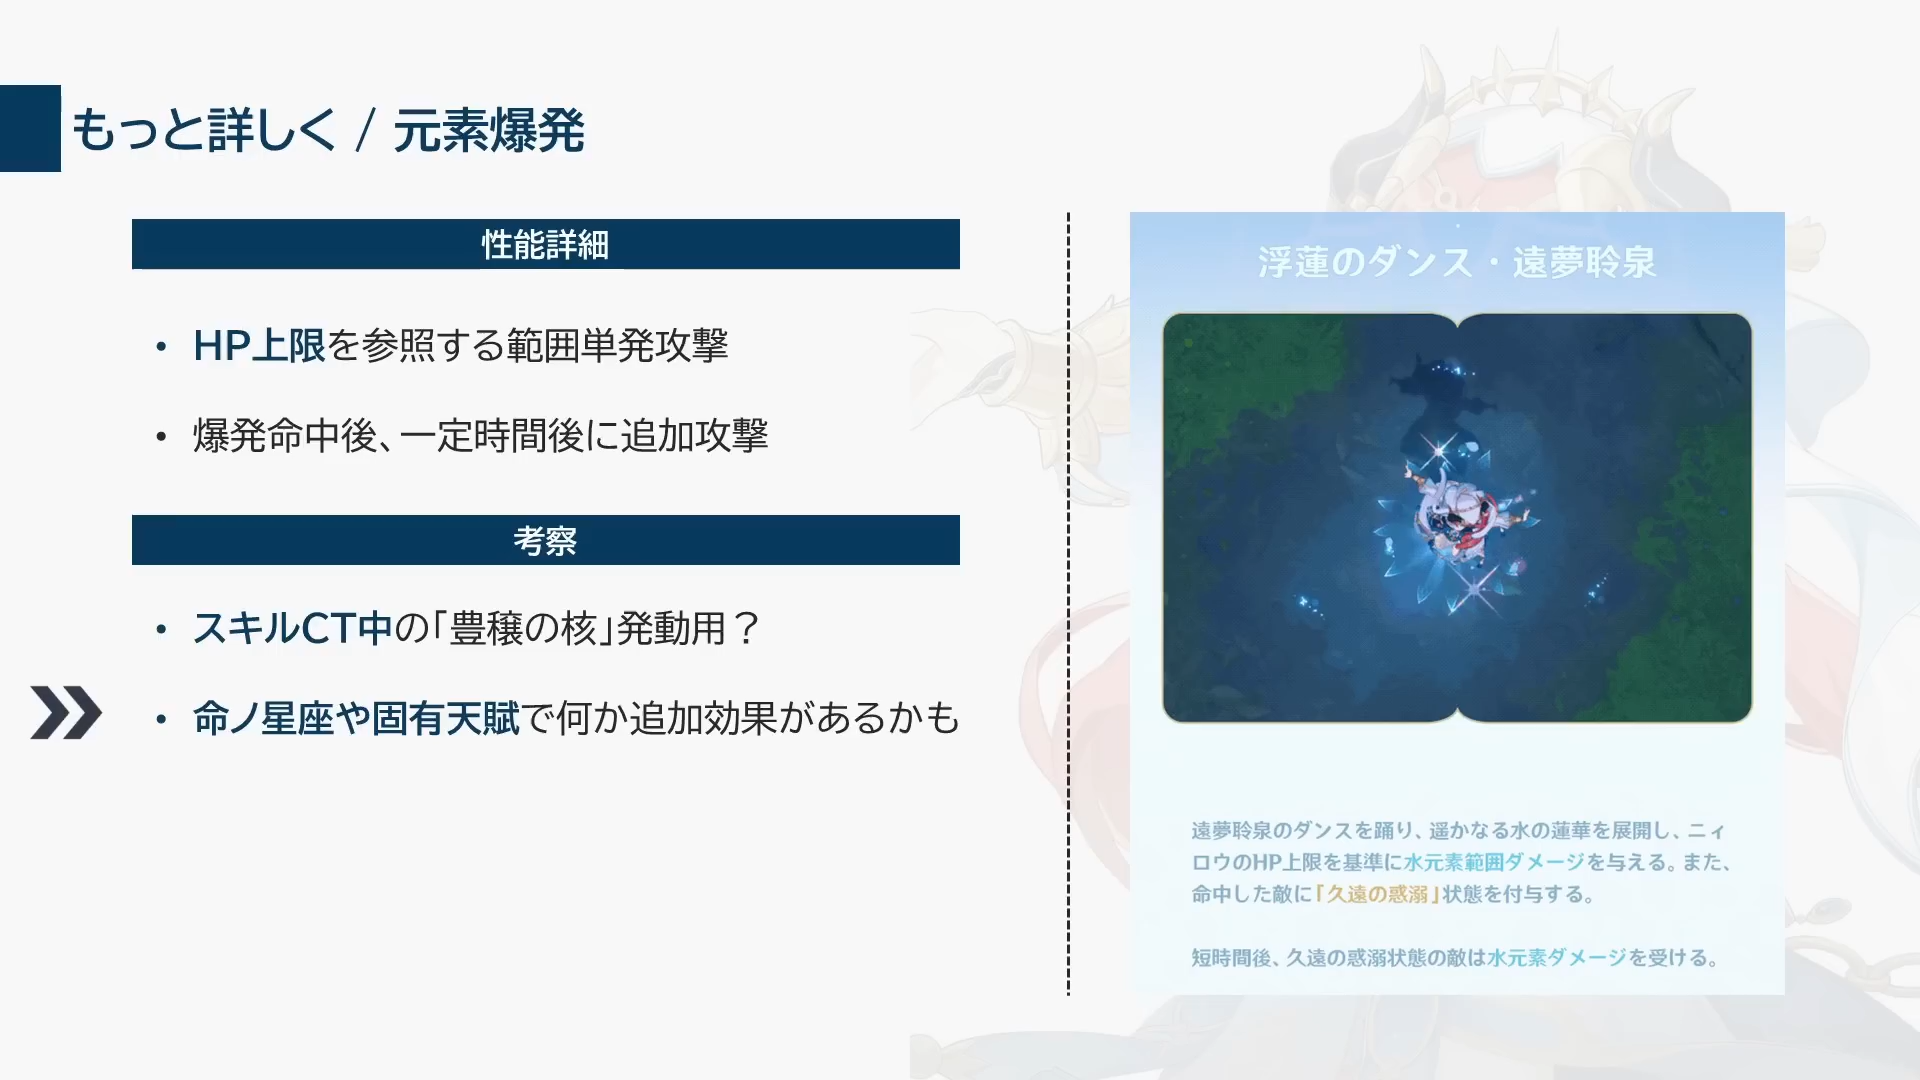 もっと詳しく / 元素爆発
性能詳細
• HP上限を参照する範囲単発攻撃
• 爆発命中後、一定時間後に追加攻撃
考察
• スキルCT中の「豊穣の核」発動用？
• 命ノ星座や固有天賦で何か追加効果があるかも
浮蓮のダンス・遠夢聆泉
遠夢聆泉のダンスを踊り、遥かなる水の蓮華を展開し、ニィ
ロウのHP上限を基準に水元素範囲ダメージを与える。また、
命中した敵に「久遠の惑溺」状態を付与する。
短時間後、久遠の惑溺状態の敵は水元素ダメージを受ける。